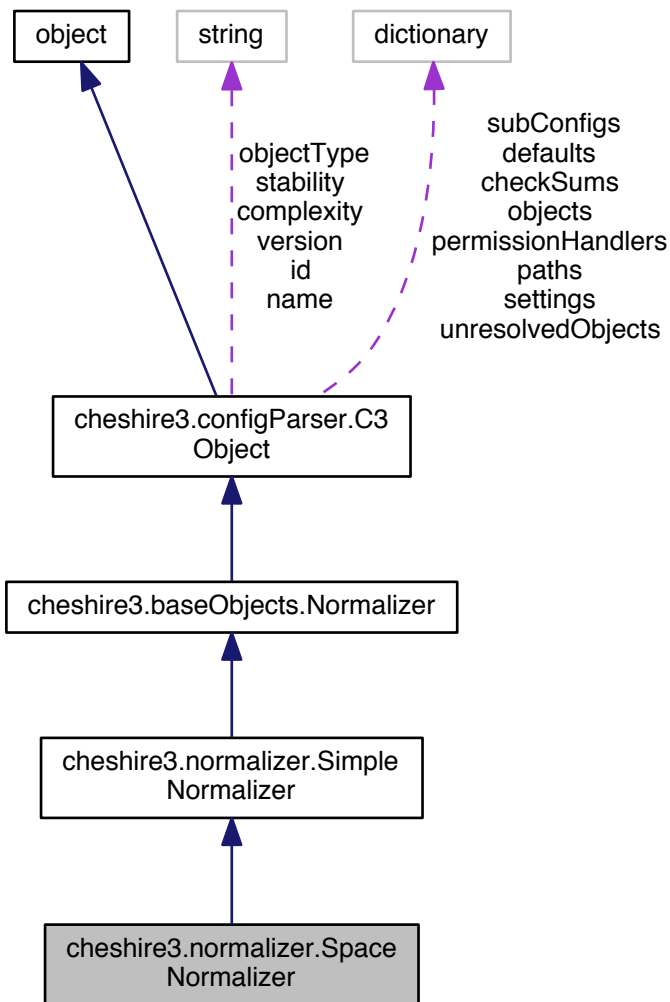 object
string
dictionary
objectType
stability
complexity
version
id
name
subConfigs
defaults
checkSums
objects
permissionHandlers
paths
settings
unresolvedObjects
cheshire3.configParser.C3
Object
cheshire3.baseObjects.Normalizer
cheshire3.normalizer.Simple
Normalizer
cheshire3.normalizer.Space
Normalizer